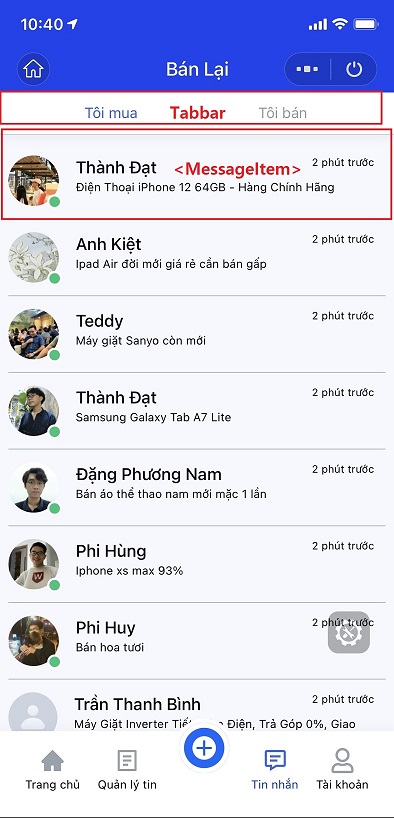 10:40
Bán Lại
Tôi mua Tabbar Tôi bán
Thành Đạt <MessageItem> 2 phút trước
Điện Thoại iPhone 12 64GB - Hàng Chính Hãng
Anh Kiệt 2 phút trước
Ipad Air đời mới giá rẻ cần bán gấp
Teddy 2 phút trước
Máy giặt Sanyo còn mới
Thành Đạt 2 phút trước
Samsung Galaxy Tab A7 Lite
Đặng Phương Nam 2 phút trước
Bán áo thể thao nam mới mặc 1 lần
Phi Hùng 2 phút trước
Iphone xs max 93%
Phi Huy 2 phút trước
Bán hoa tươi
Trần Thanh Bình 2 phút trước
Máy Giặt Inverter Điện, Trả Góp 0%, Giao
Trang chủ Quản lý tin Tin nhắn Tài khoản